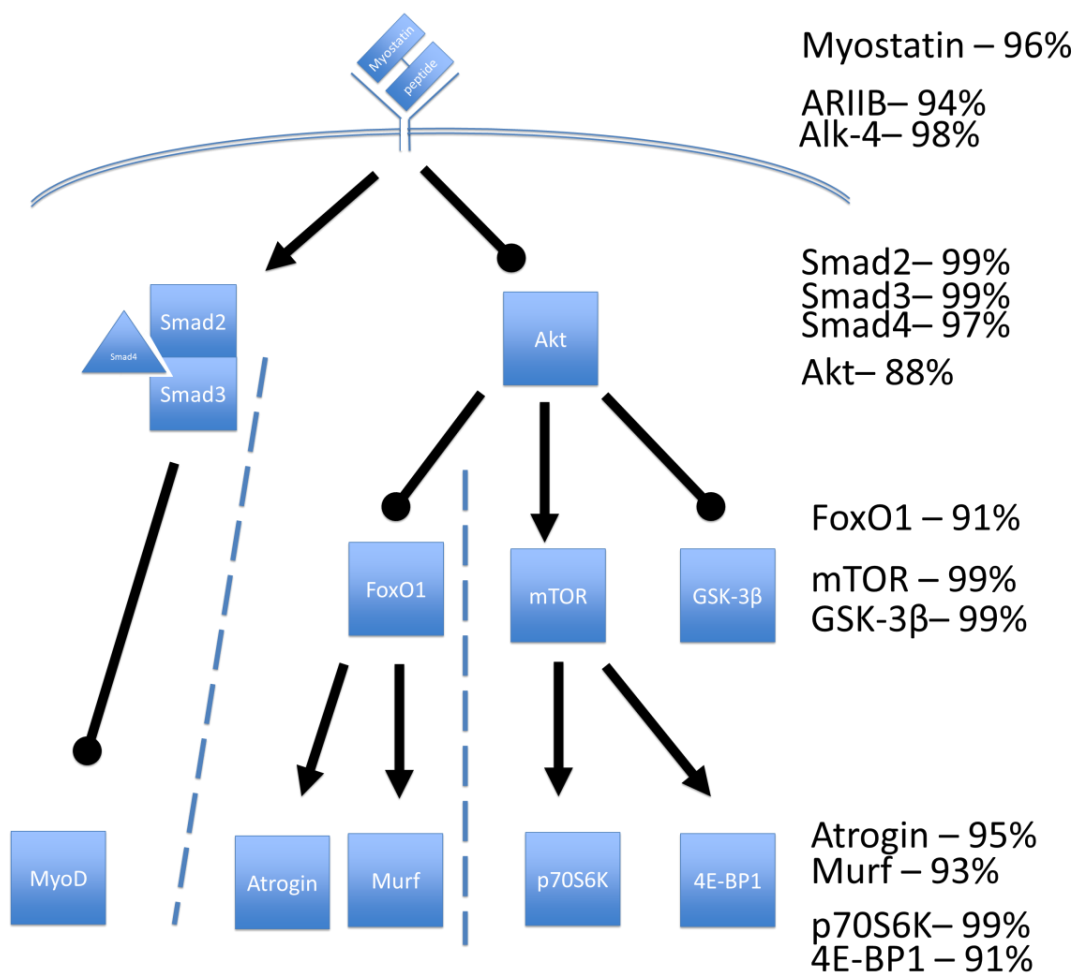 Myostatin
peptide
Myostatin – 96%
ARIIB– 94%
Alk-4– 98%
Smad2
Smad4
Smad3
Akt
Smad2– 99%
Smad3– 99%
Smad4– 97%
Akt– 88%
FoxO1
mTOR
GSK-3β
FoxO1 – 91%
mTOR – 99%
GSK-3β– 99%
MyoD
Atrogin
Murf
p70S6K
4E-BP1
Atrogin – 95%
Murf – 93%
p70S6K– 99%
4E-BP1 – 91%